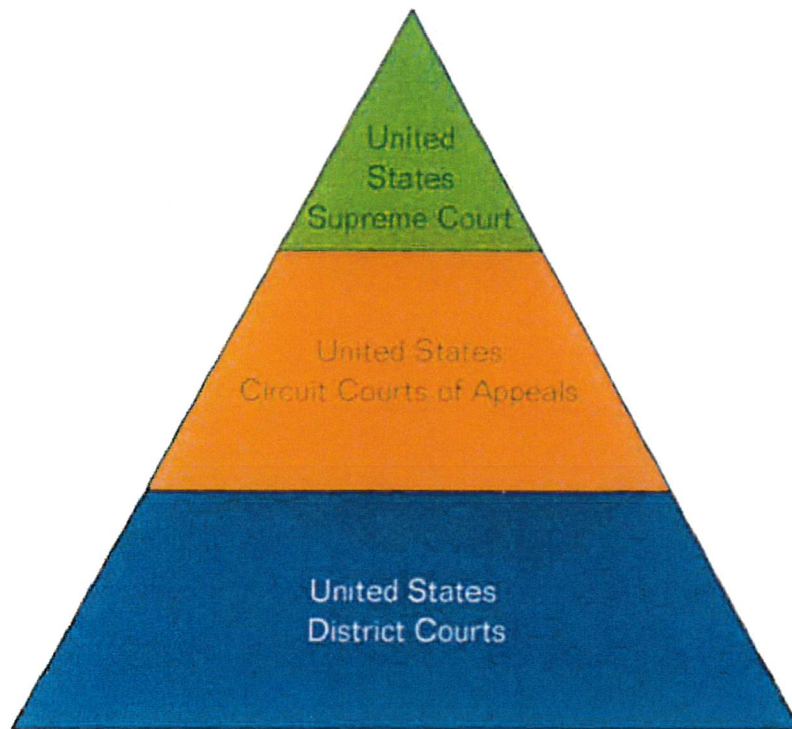 United
States
Supreme Court
United States
Circuit Courts of Appeals
United States
District Courts